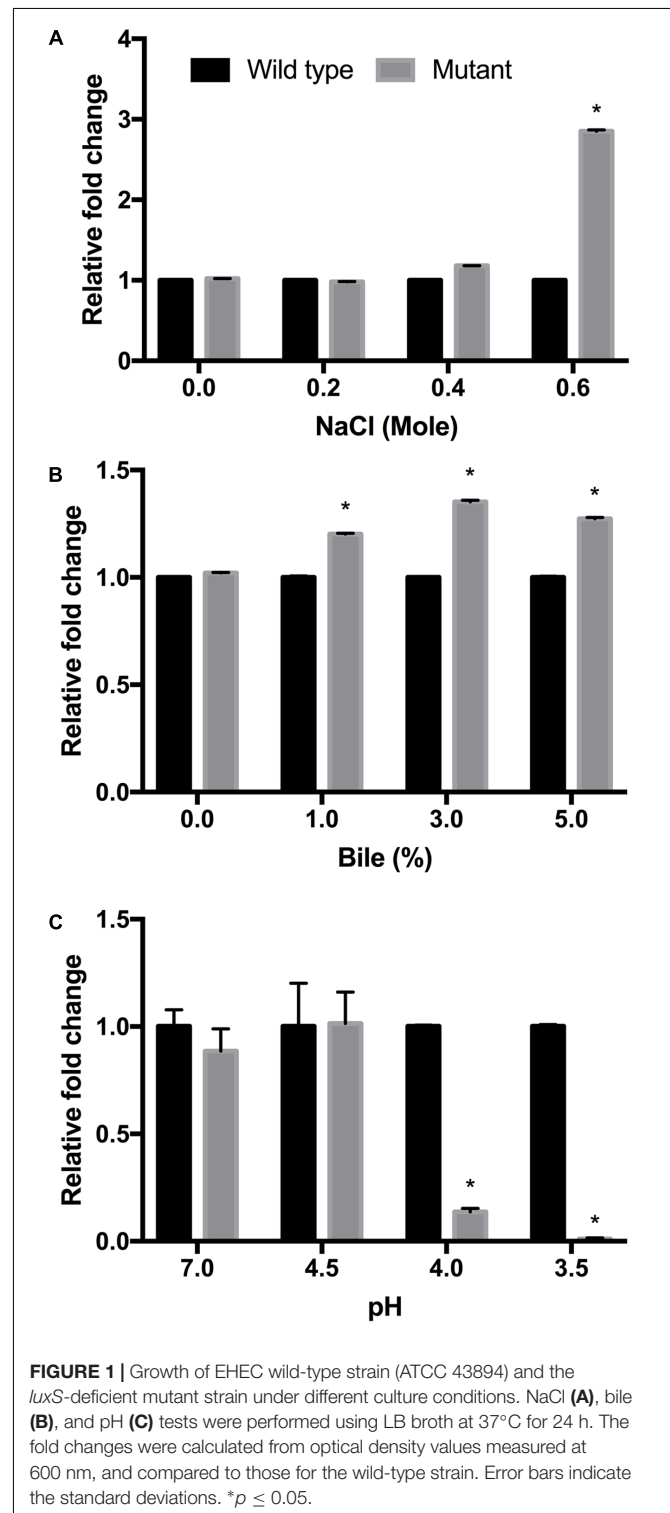 A
Wild type
Mutant
Relative fold change
4
3
2
1
0
*
0.0
0.2
0.4
0.6
NaCl (Mole)
B
Relative fold change
1.5
1.0
0.5
0.0
*
*
*
0.0
1.0
3.0
5.0
Bile (%)
C
Relative fold change
1.5
1.0
0.5
0.0
*
*
7.0
4.5
4.0
3.5
pH
FIGURE 1 | Growth of EHEC wild-type strain (ATCC 43894) and the
luxS-deficient mutant strain under different culture conditions. NaCl (A), bile
(B), and pH (C) tests were performed using LB broth at 37°C for 24 h. The
fold changes were calculated from optical density values measured at
600 nm, and compared to those for the wild-type strain. Error bars indicate
the standard deviations. *p ≤ 0.05.